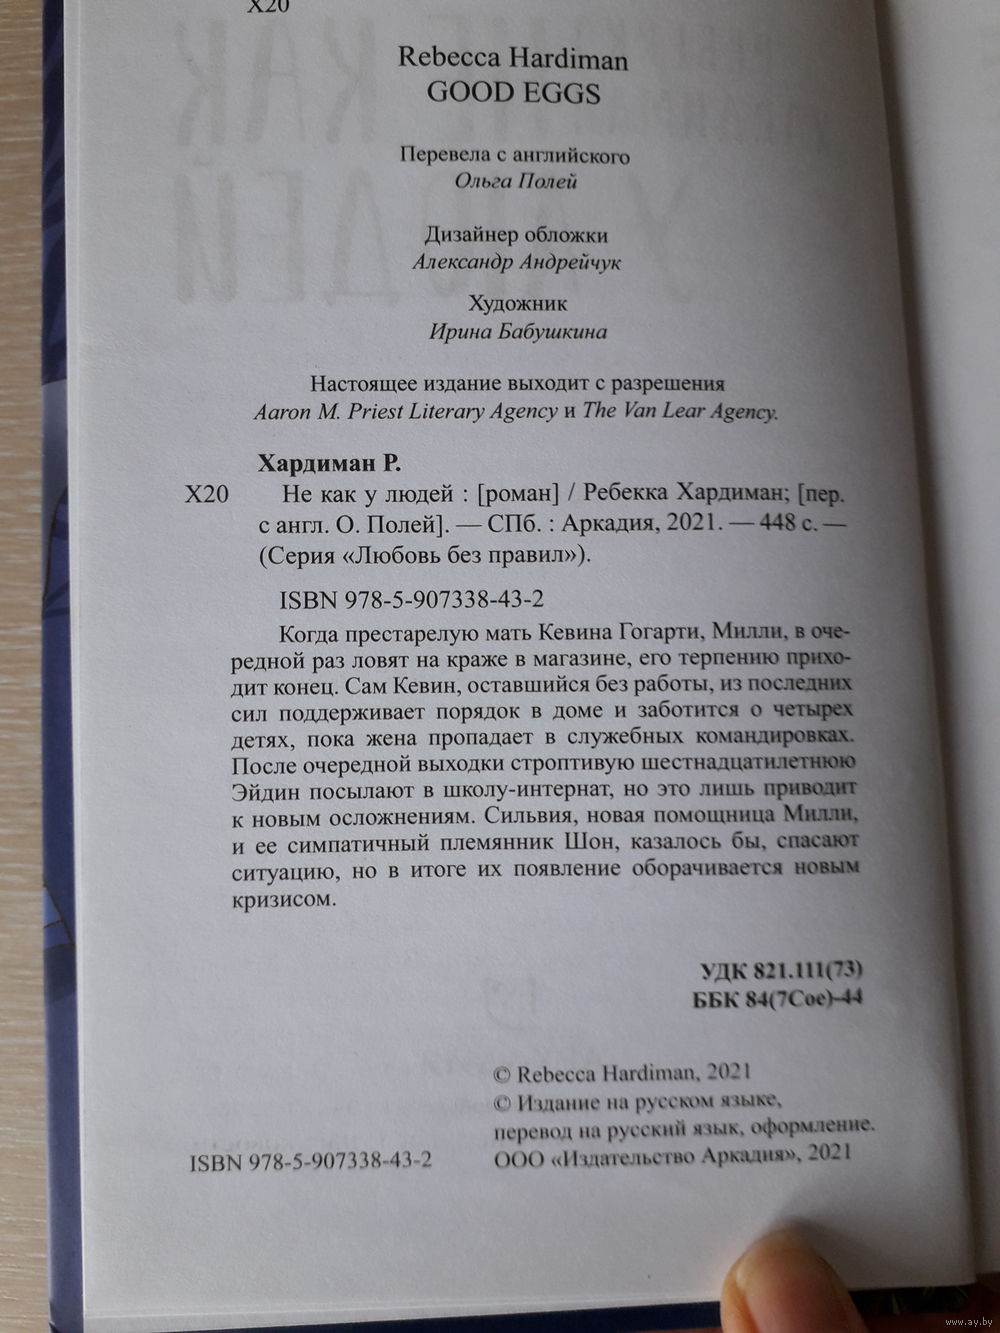 Х20
Rebecca Hardiman
GOOD EGGS
Перевела с английского
Ольга Полей
Дизайнер обложки
Александр Андрейчук
Художник
Ирина Бабушкина
Настоящее издание выходит с разрешения
Aaron M. Priest Literary Agency и The Van Lear Agency.
Хардиман Р.
Х20 Не как у людей : [роман] / Ребекка Хардиман; [пер.
с англ. О. Полей]. — СПб. : Аркадия, 2021. — 448 с. —
(Серия «Любовь без правил»).
ISBN 978-5-907338-43-2
Когда престарелую мать Кевина Гогарти, Милли, в оче-
редной раз ловят на краже в магазине, его терпению прихо-
дит конец. Сам Кевин, оставшийся без работы, из последних
сил поддерживает порядок в доме и заботится о четырех
детях, пока жена пропадает в служебных командировках.
После очередной выходки строптивую шестнадцатилетнюю
Эйдин посылают в школу-интернат, но это лишь приводит
к новым осложнениям. Сильвия, новая помощница Милли,
и ее симпатичный племянник Шон, казалось бы, спасают
ситуацию, но в итоге их появление оборачивается новым
кризисом.
УДК 821.111(73)
ББК 84(7Сое)-44
© Rebecca Hardiman, 2021
© Издание на русском языке,
перевод на русский язык, оформление.
ISBN 978-5-907338-43-2 ООО «Издательство Аркадия», 2021
www.ay.by